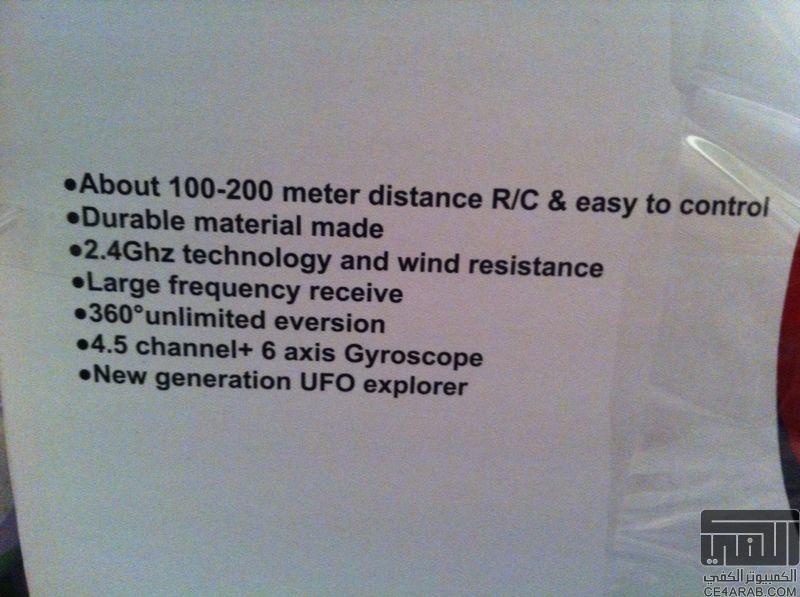 ●About 100-200 meter distance R/C & easy to control
●Durable material made
●2.4Ghz technology and wind resistance
●Large frequency receive
●360°unlimited eversion
●4.5 channel+ 6 axis Gyroscope
●New generation UFO explorer
الكفي
الكمبيوتر الكفي
CE4ARAB.COM